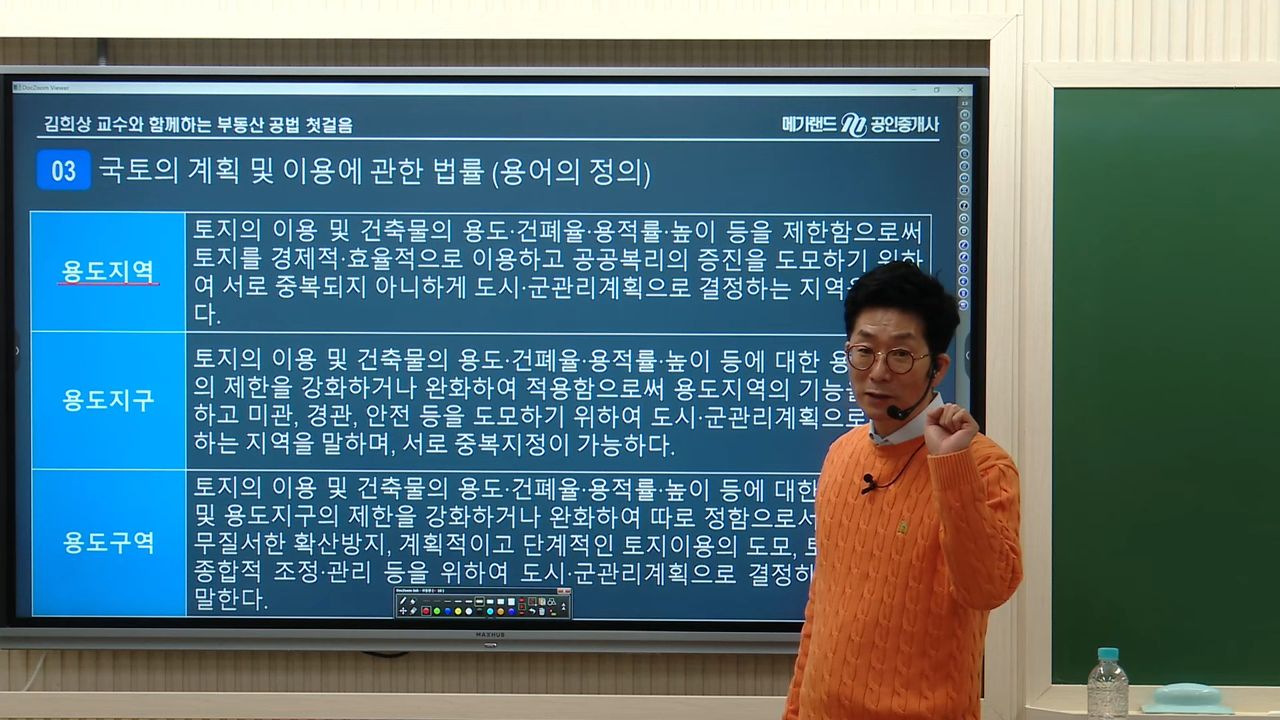 DocZoom Viewer
김희상 교수와 함께하는 부동산 공법 첫걸음
메가랜드 공인중개사
03 국토의 계획 및 이용에 관한 법률 (용어의 정의)
용도지역
토지의 이용 및 건축물의 용도·건폐율·용적률·높이 등을 제한함으로써
토지를 경제적·효율적으로 이용하고 공공복리의 증진을 도모하기 위하
여 서로 중복되지 아니하게 도시·군관리계획으로 결정하는 지역을
다.
용도지구
토지의 이용 및 건축물의 용도·건폐율·용적률·높이 등에 대한
의 제한을 강화하거나 완화하여 적용함으로써 용도지역의 기능을
하고 미관, 경관, 안전 등을 도모하기 위하여 도시·군관리계획으로
하는 지역을 말하며, 서로 중복지정이 가능하다.
용도구역
토지의 이용 및 건축물의 용도·건폐율·용적률·높이 등에 대한
및 용도지구의 제한을 강화하거나 완화하여 따로 정함으로서
무질서한 확산방지, 계획적이고 단계적인 토지이용의 도모,
종합적 조정·관리 등을 위하여 도시·군관리계획으로
말한다.
MAXHUB